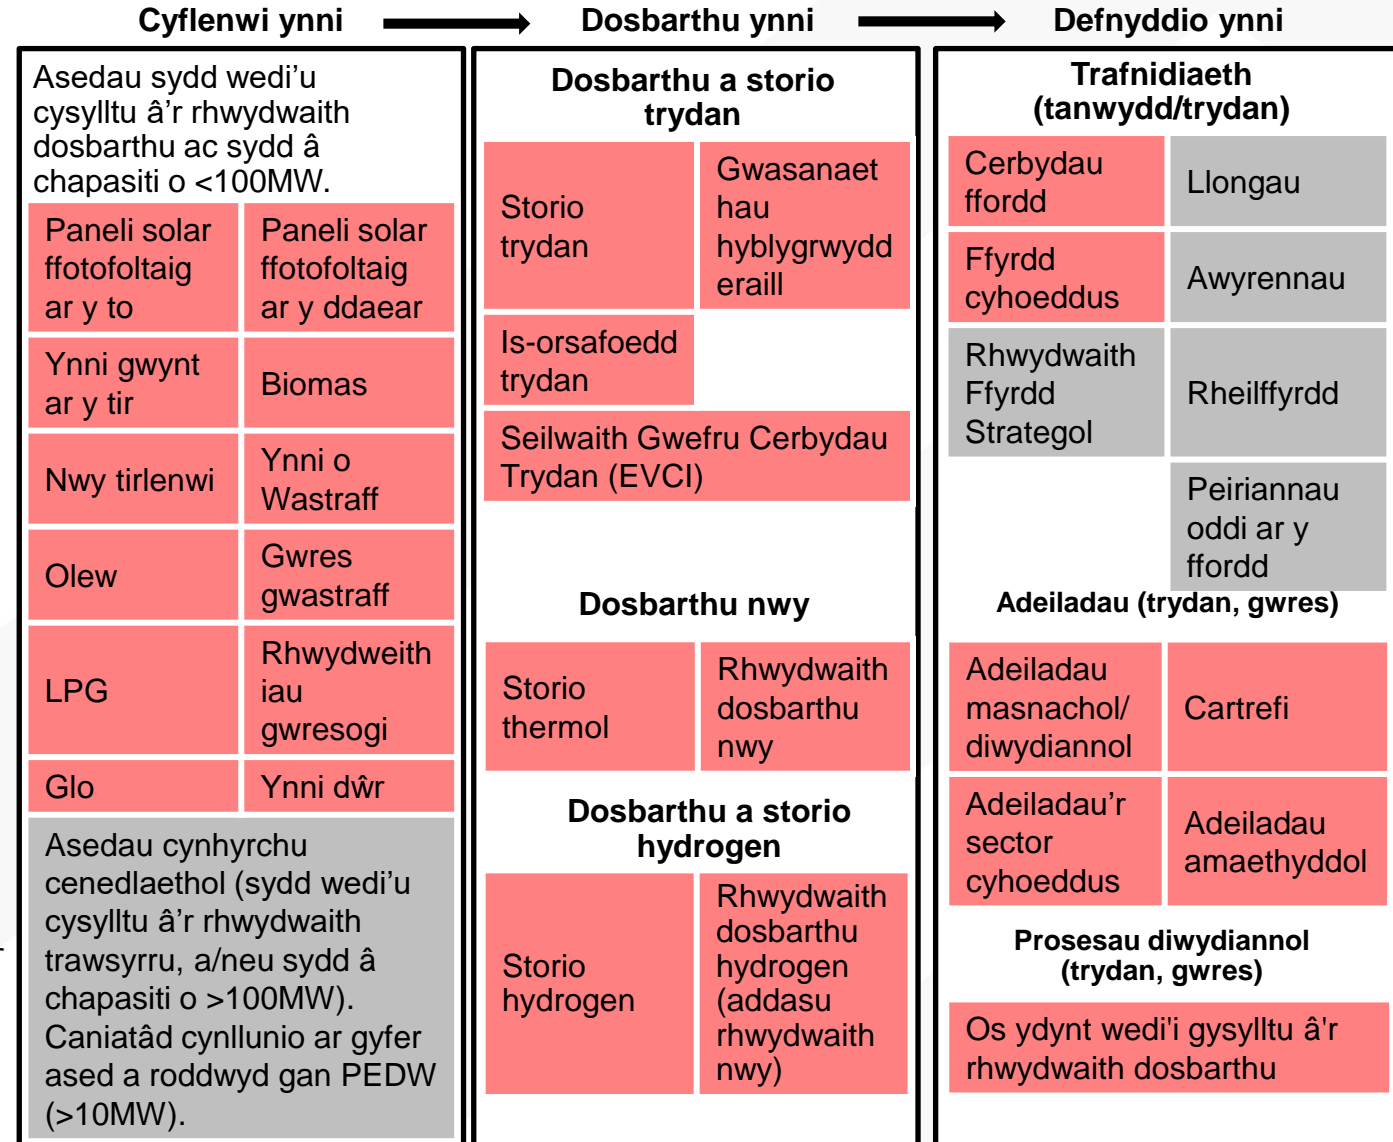 Cyflenwi ynni
Dosbarthu ynni
Defnyddio ynni
Asedau sydd wedi’u
cysylltu â’r rhwydwaith
dosbarthu ac sydd â
chapasiti o <100MW.
Paneli solar
ffotofoltaig
ar y to
Paneli solar
ffotofoltaig
ar y ddaear
Ynni gwynt
ar y tir
Biomas
Nwy tirlenwi
Ynni o
Wastraff
Olew
Gwres
gwastraff
LPG
Rhwydweith
iau
gwresogi
Glo
Ynni dŵr
Asedau cynhyrchu
cenedlaethol (sydd wedi’u
cysylltu â’r rhwydwaith
trawsyrru, a/neu sydd â
chapasiti o >100MW).
Caniatâd cynllunio ar gyfer
ased a roddwyd gan PEDW
(>10MW).
Dosbarthu a storio
trydan
Storio
trydan
Gwasanaet
hau
hyblygrwydd
eraill
Is-orsafoedd
trydan
Seilwaith Gwefru Cerbydau
Trydan (EVCI)
Dosbarthu nwy
Storio
thermol
Rhwydwaith
dosbarthu
nwy
Dosbarthu a storio
hydrogen
Storio
hydrogen
Rhwydwaith
dosbarthu
hydrogen
(addasu
rhwydwaith
nwy)
Trafnidiaeth
(tanwydd/trydan)
Cerbydau
ffordd
Llongau
Ffyrdd
cyhoeddus
Awyrennau
Rhwydwaith
Ffyrdd
Strategol
Rheilffyrdd
Peiriannau
oddi ar y
ffordd
Adeiladau (trydan, gwres)
Adeiladau
masnachol/
diwydiannol
Cartrefi
Adeiladau’r
sector
cyhoeddus
Adeiladau
amaethyddol
Prosesau diwydiannol
(trydan, gwres)
Os ydynt wedi'i gysylltu â'r
rhwydwaith dosbarthu